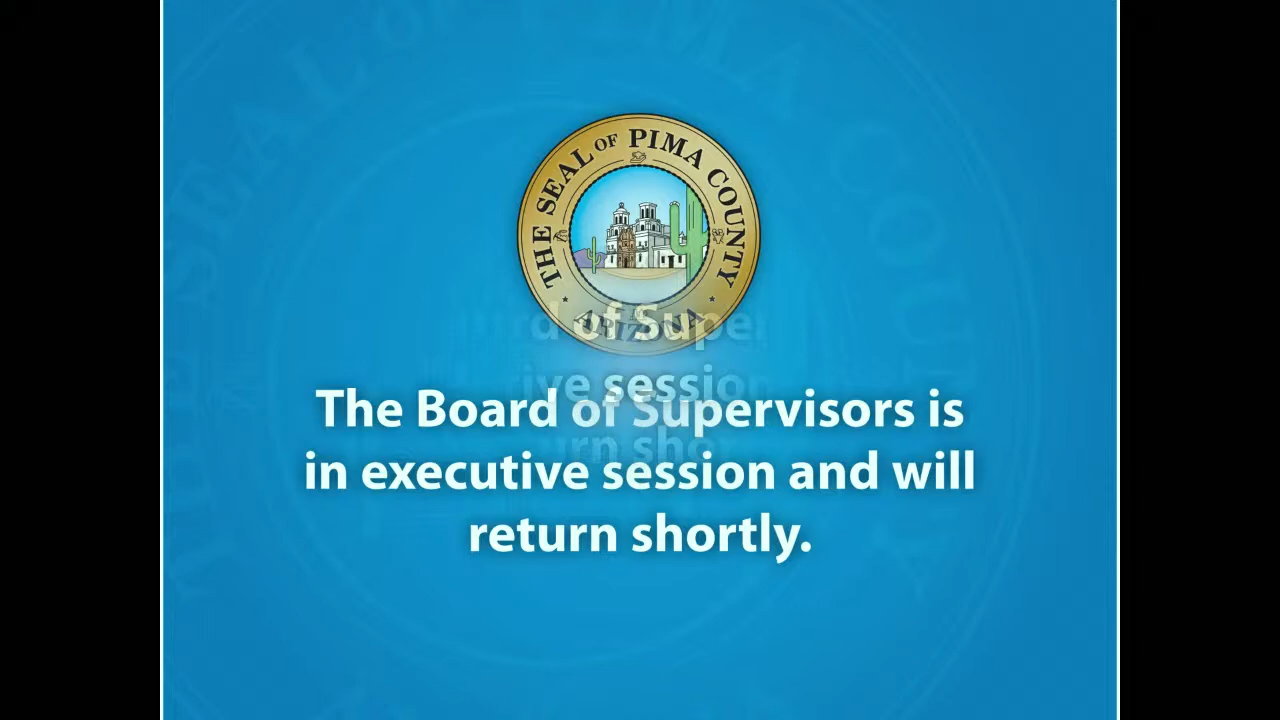 THE SEAL OF PIMA COUNTY
ARIZONA
The Board of Supervisors is
in executive session and will
return shortly.